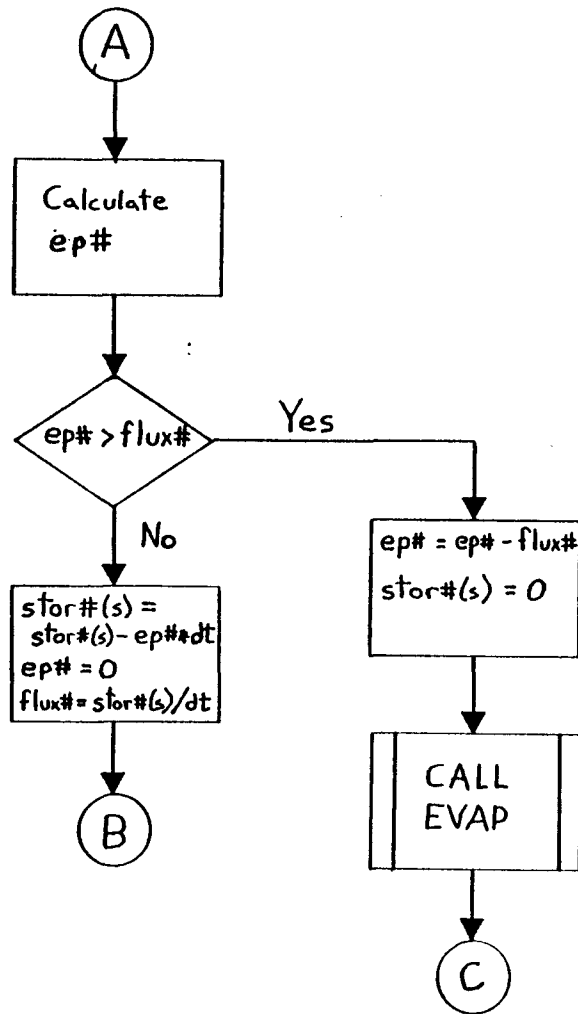 A
Calculate
ep#
ep# > flux#
Yes
No
stor#(s) =
stor#(s) - ep#*dt
ep# = 0
flux# = stor#(s)/dt
B
ep# = ep# - flux#
stor#(s) = 0
CALL
EVAP
C